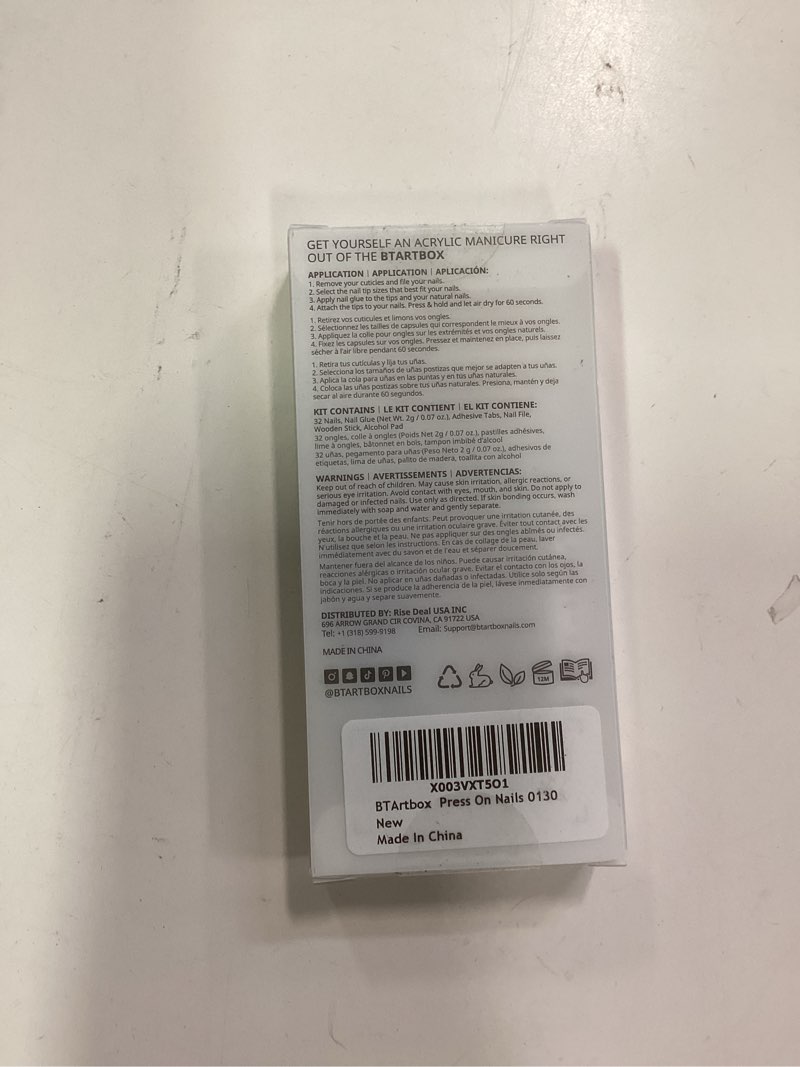 GET YOURSELF AN ACRYLIC MANICURE RIGHT
OUT OF THE BTARTBOX
APPLICATION | APPLICATION | APLICACIÓN:
1. Remove your cuticles and file your nails.
2. Select the nail tip sizes that best fit your nails.
3. Apply nail glue to the tips and your natural nails.
4. Attach the tips to your nails. Press & hold and let air dry for 60 seconds.
1. Retirez vos cuticules et limons vos ongles.
2. Sélectionnez les tailles de capsules qui correspondent le mieux à vos ongles.
3. Appliquez la colle pour ongles sur les extrémités et vos ongles naturels.
4. Fixez les capsules sur vos ongles. Pressez et maintenez en place, puis laissez
sécher à l'air libre pendant 60 secondes.
1. Retira tus cutículas y lija tus uñas.
2. Selecciona los tamaños de uñas postizas que mejor se adapten a tus uñas.
3. Aplica la cola para uñas en las puntas y en tus uñas naturales.
4. Coloca las uñas postizas sobre tus uñas naturales. Presiona, mantén y deja
secar al aire durante 60 segundos.
KIT CONTAINS | LE KIT CONTIENT | EL KIT CONTIENE:
32 Nails, Nail Glue (Net Wt. 2g / 0.07 oz.), Adhesive Tabs, Nail File,
Wooden Stick, Alcohol Pad
32 ongles, colle à ongles (Poids Net 2g / 0.07 oz.), pastilles adhésives,
lime à ongles, bâtonnet en bois, tampon imbibé d'alcool
32 uñas, pegamento para uñas (Peso Neto 2 g / 0.07 oz.), adhesivos de
etiquetas, lima de uñas, palito de madera, toallita con alcohol
WARNINGS | AVERTISSEMENTS | ADVERTENCIAS:
Keep out of reach of children. May cause skin irritation, allergic reactions, or
serious eye irritation. Avoid contact with eyes, mouth, and skin. Do not apply to
damaged or infected nails. Use only as directed. If skin bonding occurs, wash
immediately with soap and water and gently separate.
Tenir hors de portée des enfants. Peut provoquer une irritation cutanée, des
réactions allergiques ou une irritation oculaire grave. Éviter tout contact avec les
yeux, la bouche et la peau. Ne pas appliquer sur des ongles abîmés ou infectés.
N'utilisez que selon les instructions. En cas de collage de la peau, laver
immédiatement avec du savon et de l'eau et séparer doucement.
Mantener fuera del alcance de los niños. Puede causar irritación cutánea,
reacciones alérgicas o irritación ocular grave. Evitar el contacto con los ojos, la
boca y la piel. No aplicar en uñas dañadas o infectadas. Utilice solo según las
indicaciones. Si se produce la adherencia de la piel, lávese inmediatamente con
jabón y agua y separe suavemente.
DISTRIBUTED BY: Rise Deal USA INC
696 ARROW GRAND CIR COVINA, CA 91722 USA
Tel: +1 (318) 599-9198 Email: Support@btartboxnails.com
MADE IN CHINA
@BTARTBOXNAILS
12M
X003VXT5O1
BTArtbox Press On Nails 0130
New
Made In China